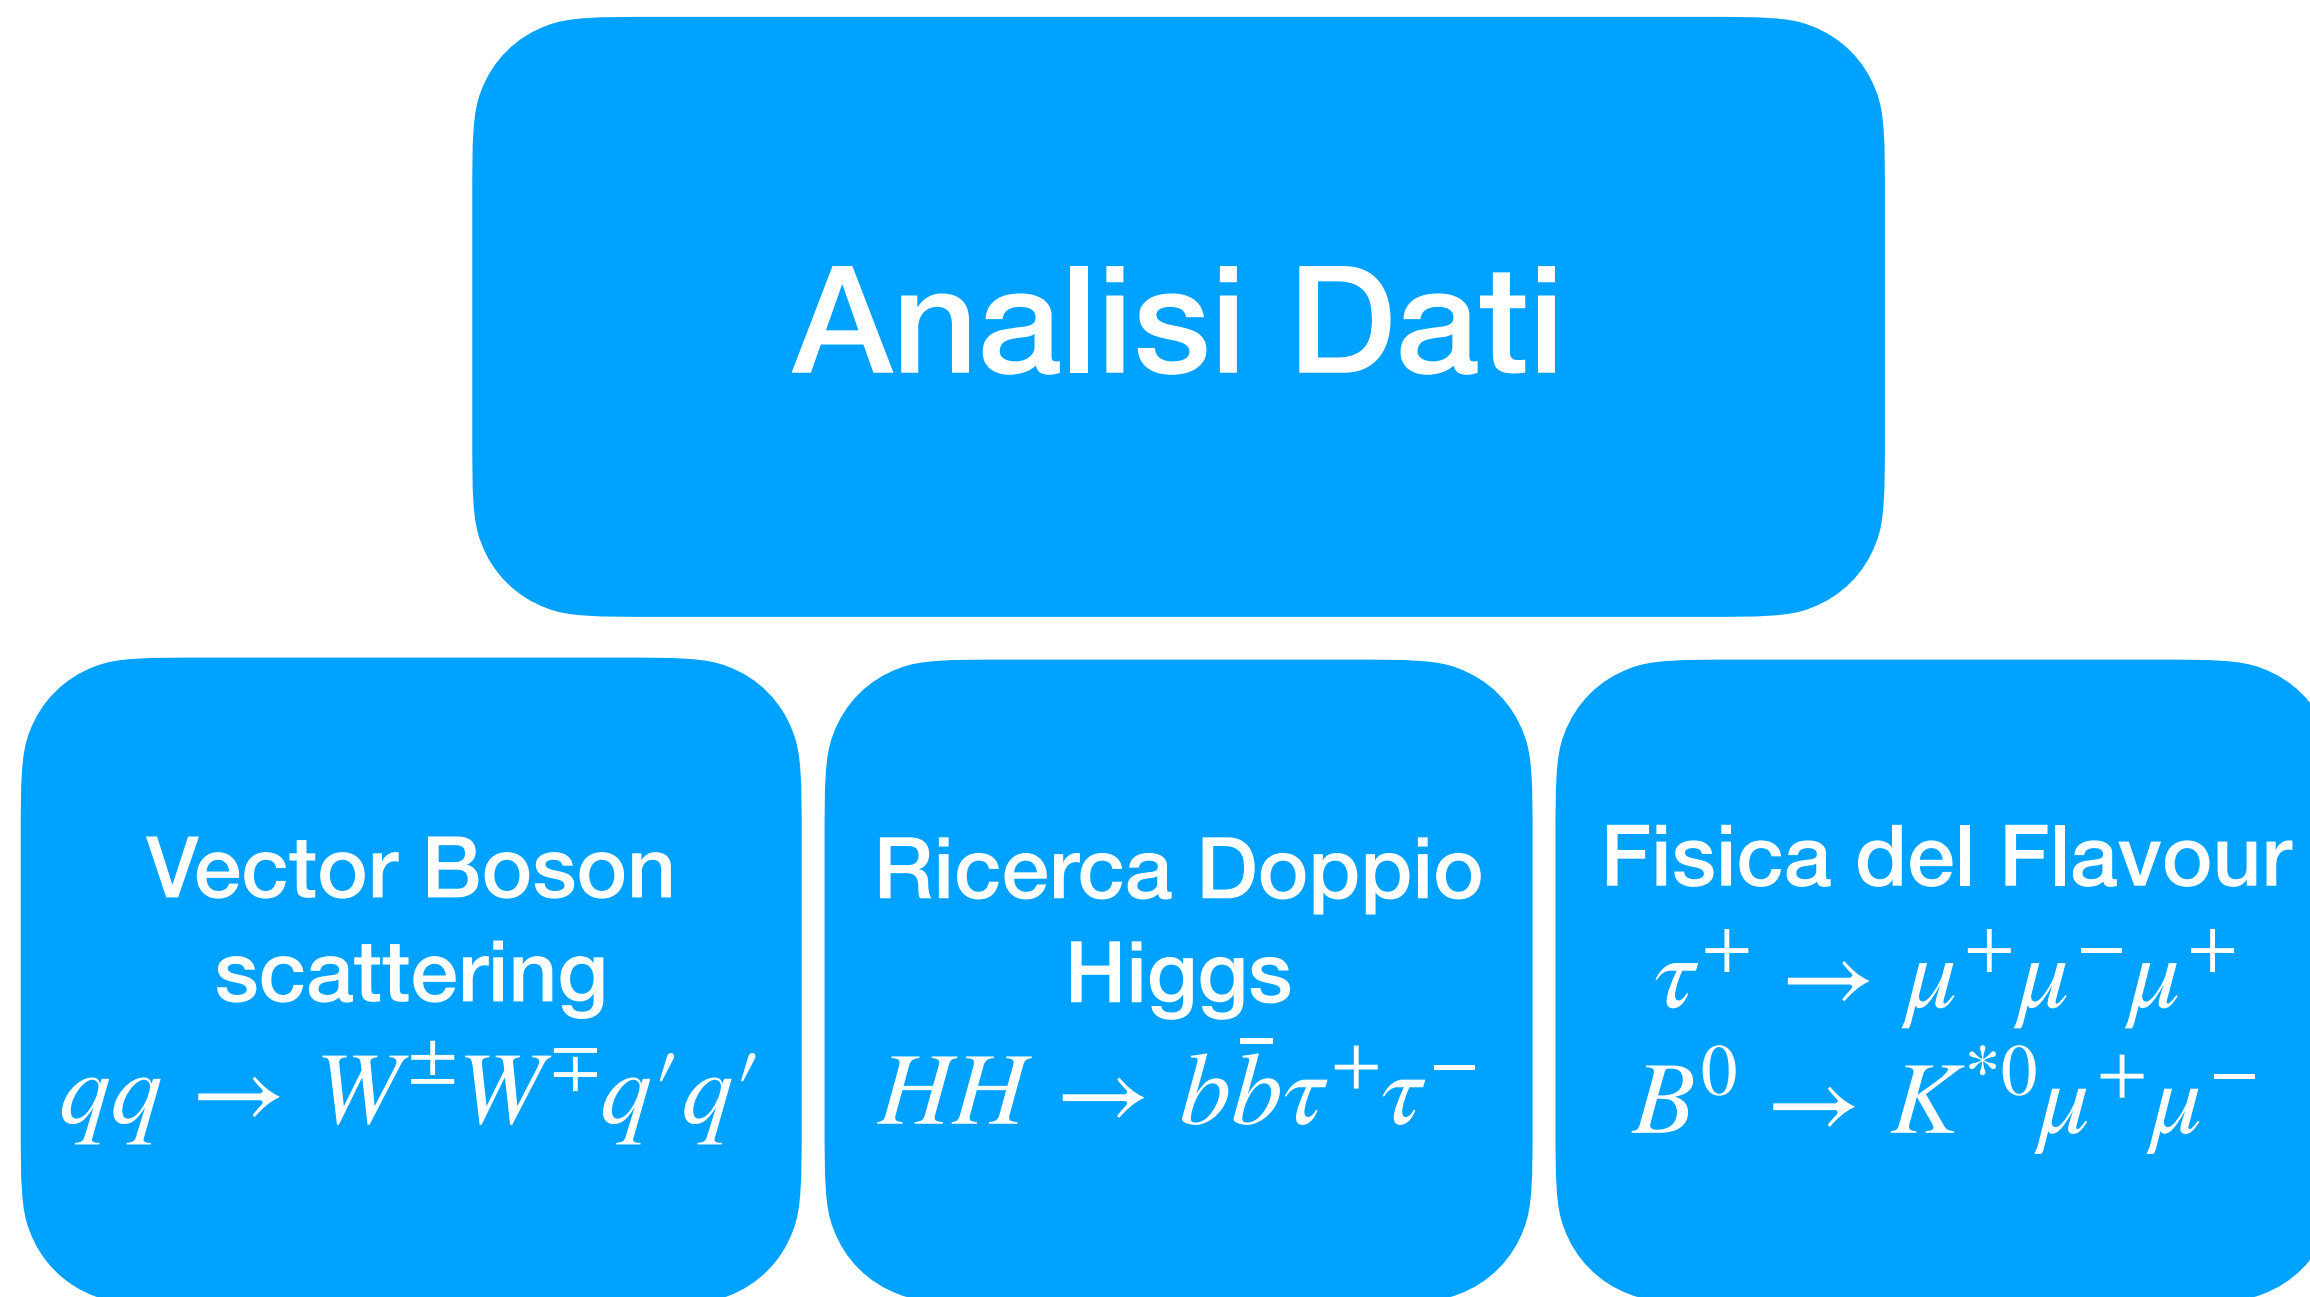 Analisi Dati
Vector Boson
scattering
qq → W±W∓q′q′
Ricerca Doppio
Higgs
HH → bb̄τ⁺τ⁻
Fisica del Flavour
τ⁺ → μ⁺μ⁻μ⁺
B⁰ → K*⁰μ⁺μ⁻